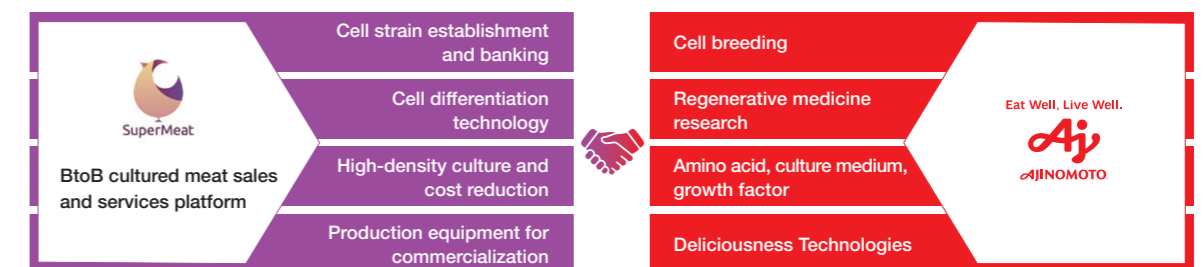 SuperMeat
BtoB cultured meat sales
and services platform
Cell strain establishment
and banking
Cell differentiation
technology
High-density culture and
cost reduction
Production equipment for
commercialization
Cell breeding
Regenerative medicine
research
Amino acid, culture medium,
growth factor
Deliciousness Technologies
Eat Well, Live Well.
Aj
AJINOMOTO